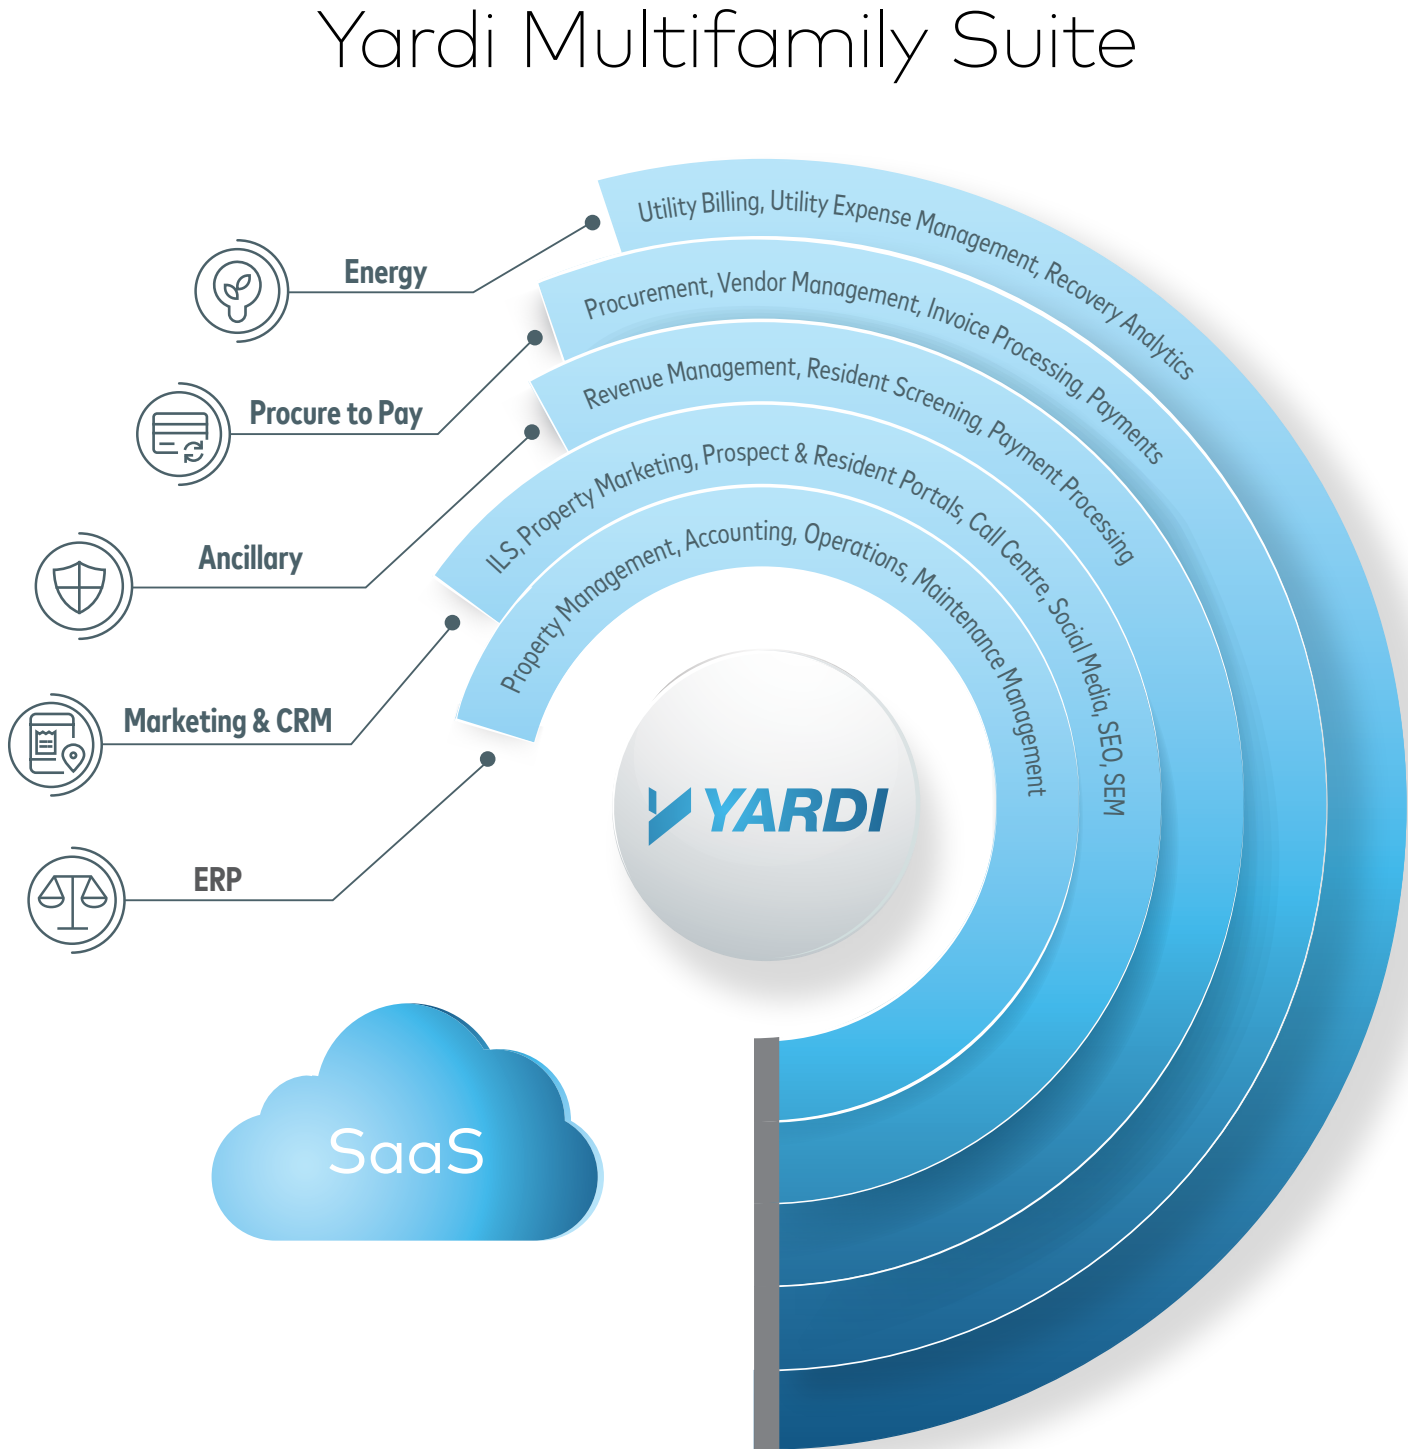 Yardi Multifamily Suite
Energy
Utility Billing, Utility Expense Management, Recovery Analytics
Procure to Pay
Procurement, Vendor Management, Invoice Processing, Payments
Ancillary
Revenue Management, Resident Screening, Payment Processing
Marketing & CRM
ILS, Property Marketing, Prospect & Resident Portals, Call Centre, Social Media, SEO, SEM
ERP
Property Management, Accounting, Operations, Maintenance Management
YARDI
SaaS